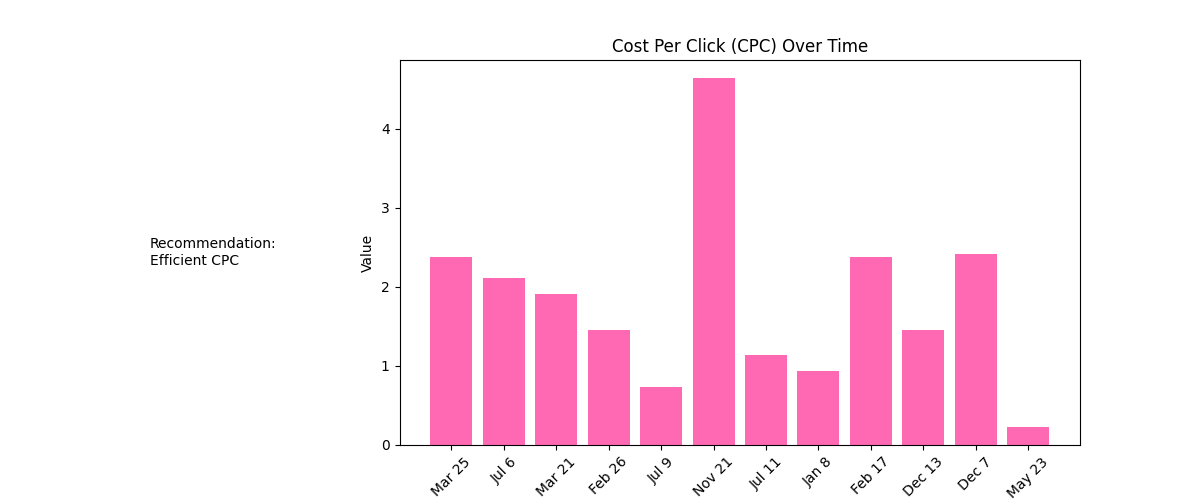 Cost Per Click (CPC) Over Time
Recommendation:
Efficient CPC
Value
4
3
2
1
0
Mar 25
Jul 6
Mar 21
Feb 26
Jul 9
Nov 21
Jul 11
Jan 8
Feb 17
Dec 13
Dec 7
May 23